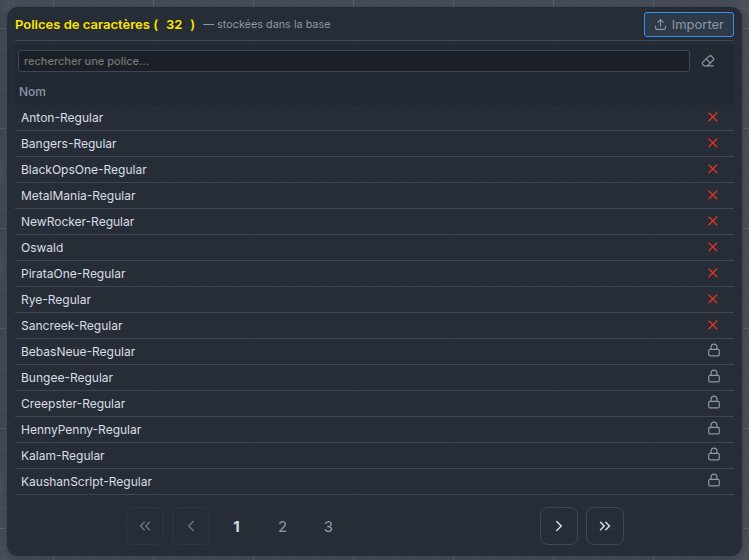 Polices de caractères ( 32 ) — stockées dans la base
Importer
rechercher une police...
Nom
Anton-Regular
Bangers-Regular
BlackOpsOne-Regular
MetalMania-Regular
NewRocker-Regular
Oswald
PirataOne-Regular
Rye-Regular
Sancreek-Regular
BebasNeue-Regular
Bungee-Regular
Creepster-Regular
HennyPenny-Regular
Kalam-Regular
KaushanScript-Regular
1 2 3